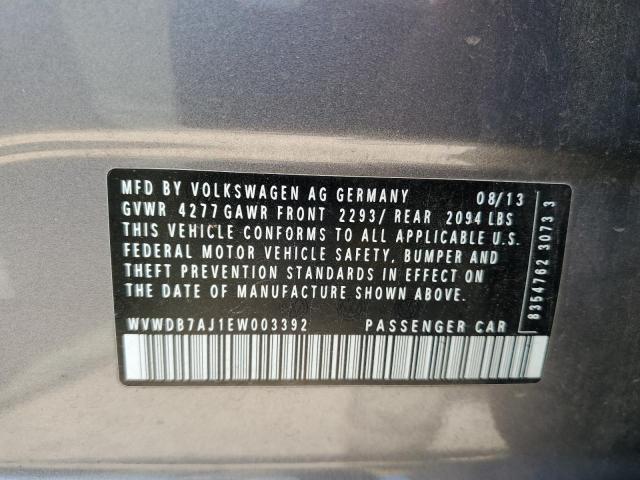 MFD BY VOLKSWAGEN AG GERMANY 08/13
GVWR 4277 GAWR FRONT 2293/ REAR 2094 LBS
THIS VEHICLE CONFORMS TO ALL APPLICABLE U.S.
FEDERAL MOTOR VEHICLE SAFETY, BUMPER AND
THEFT PREVENTION STANDARDS IN EFFECT ON
THE DATE OF MANUFACTURE SHOWN ABOVE.
WVWDB7AJ1EW003392 PASSENGER CAR
8354762 3073 3